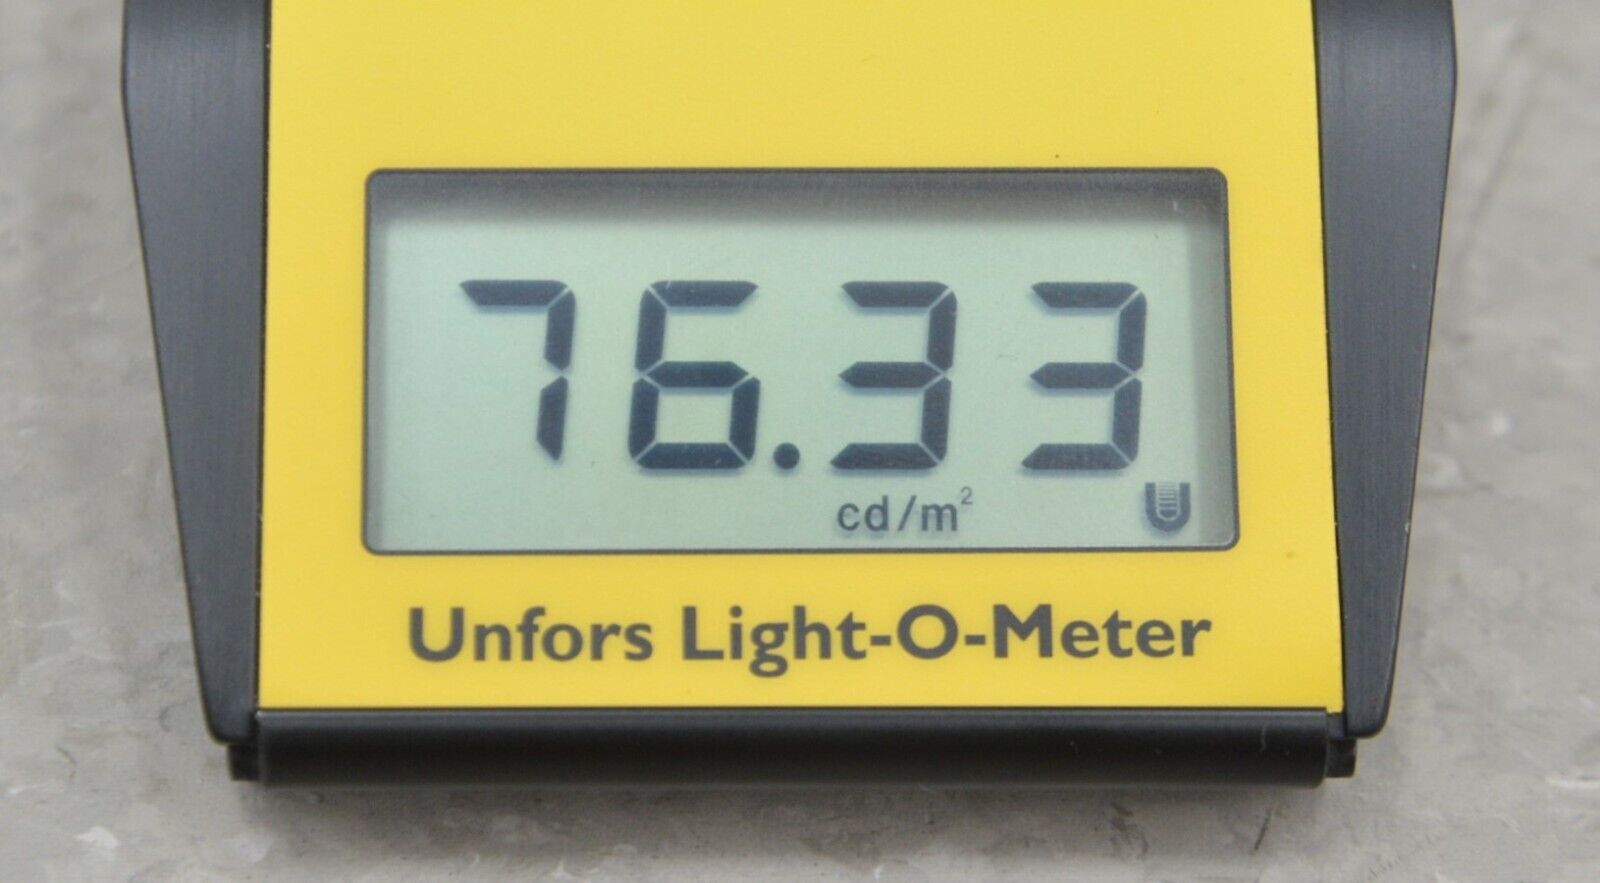 76.33
cd/m²
Unfors Light-O-Meter